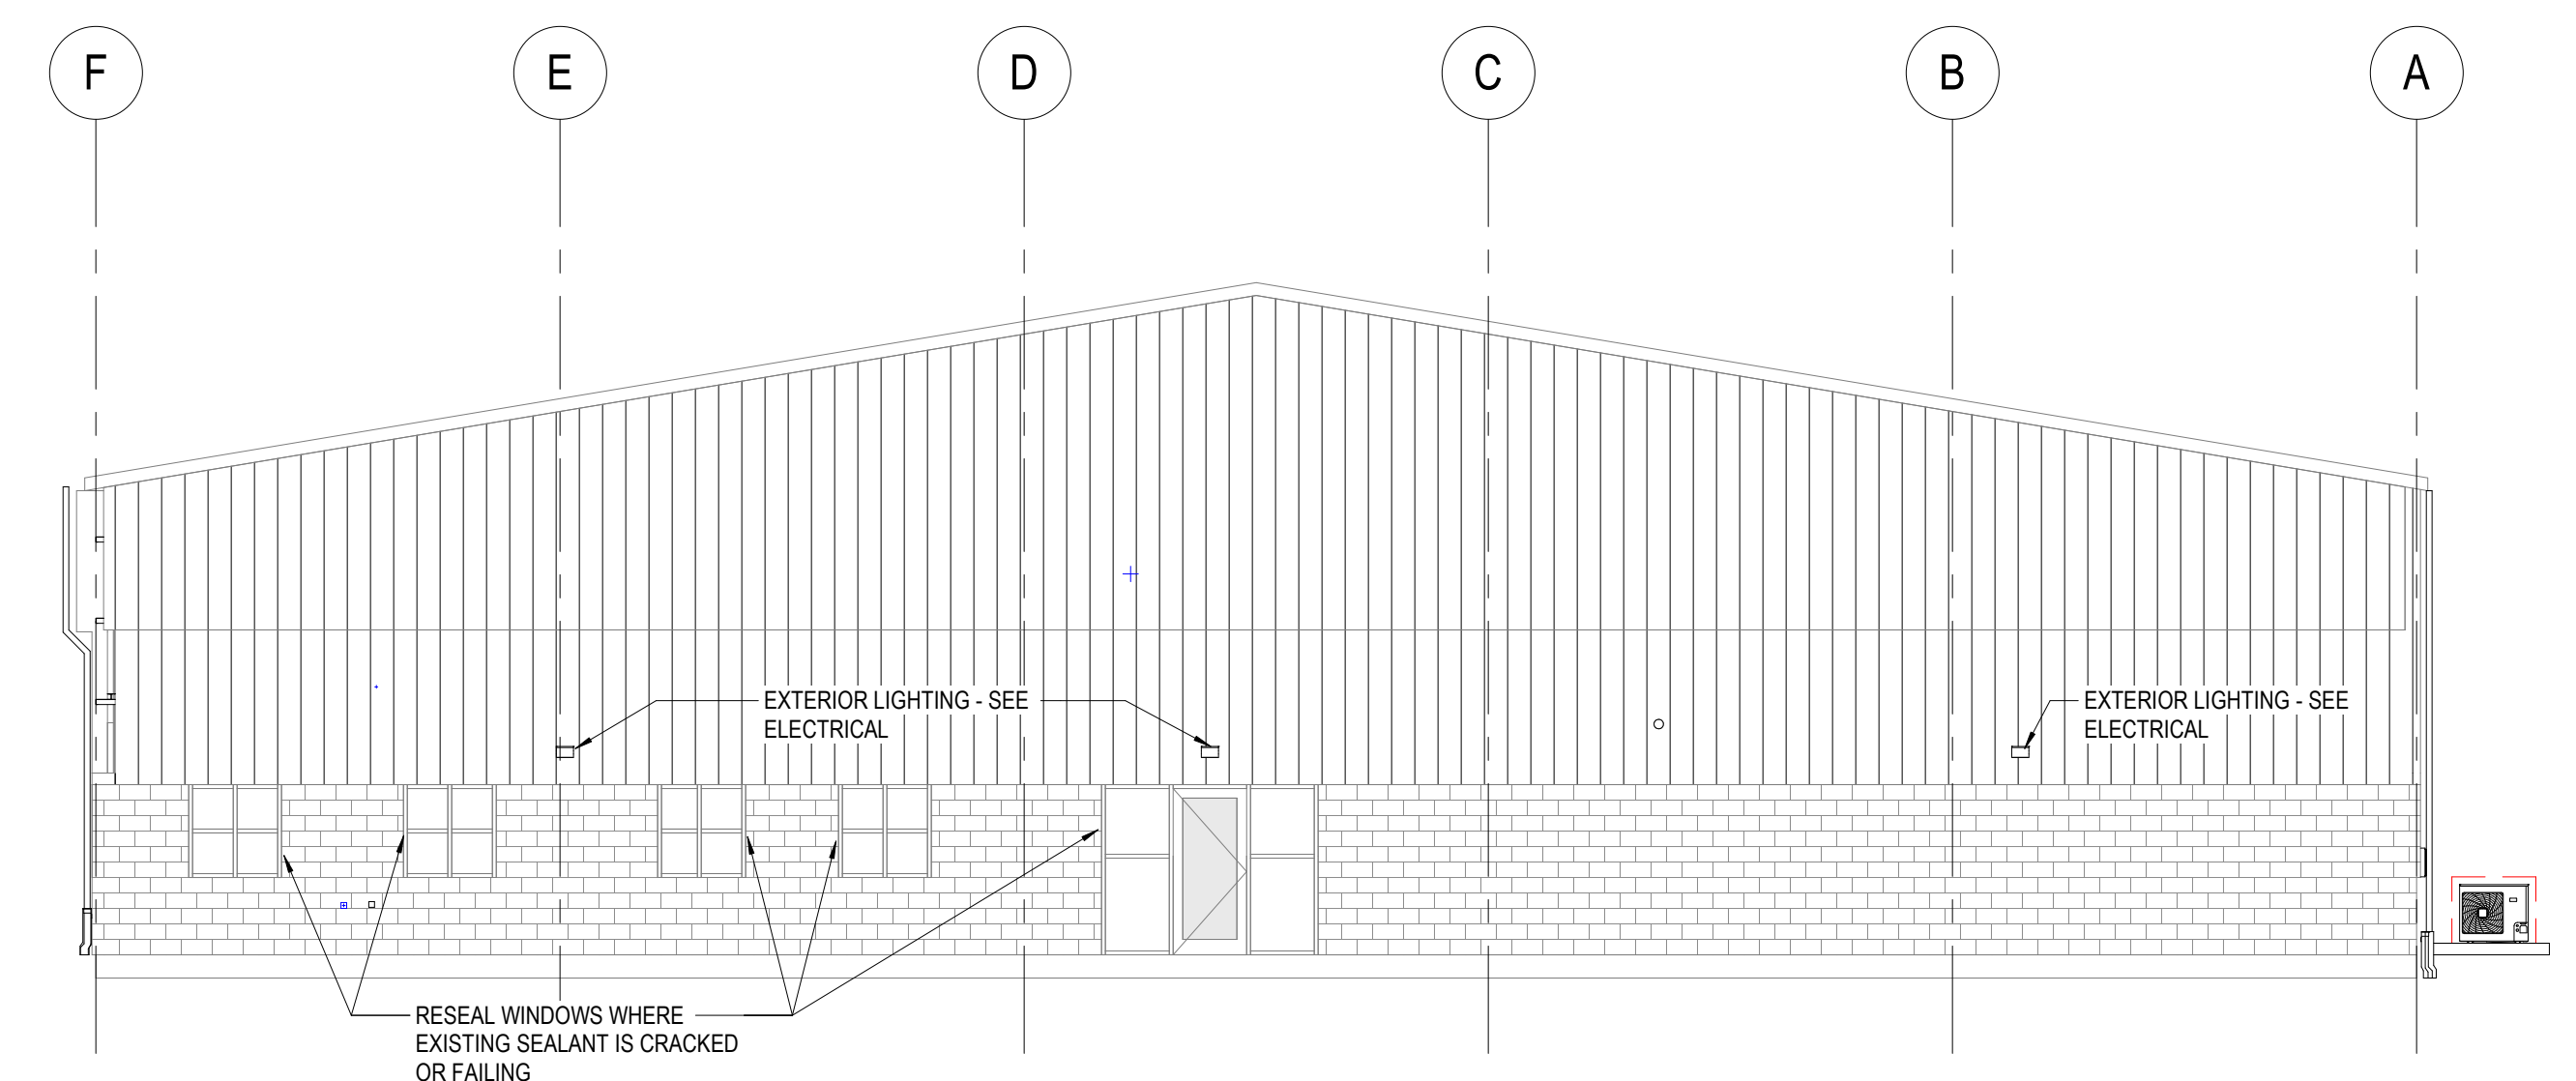 F
E
D
C
B
A
EXTERIOR LIGHTING - SEE
ELECTRICAL
EXTERIOR LIGHTING - SEE
ELECTRICAL
RESEAL WINDOWS WHERE
EXISTING SEALANT IS CRACKED
OR FAILING